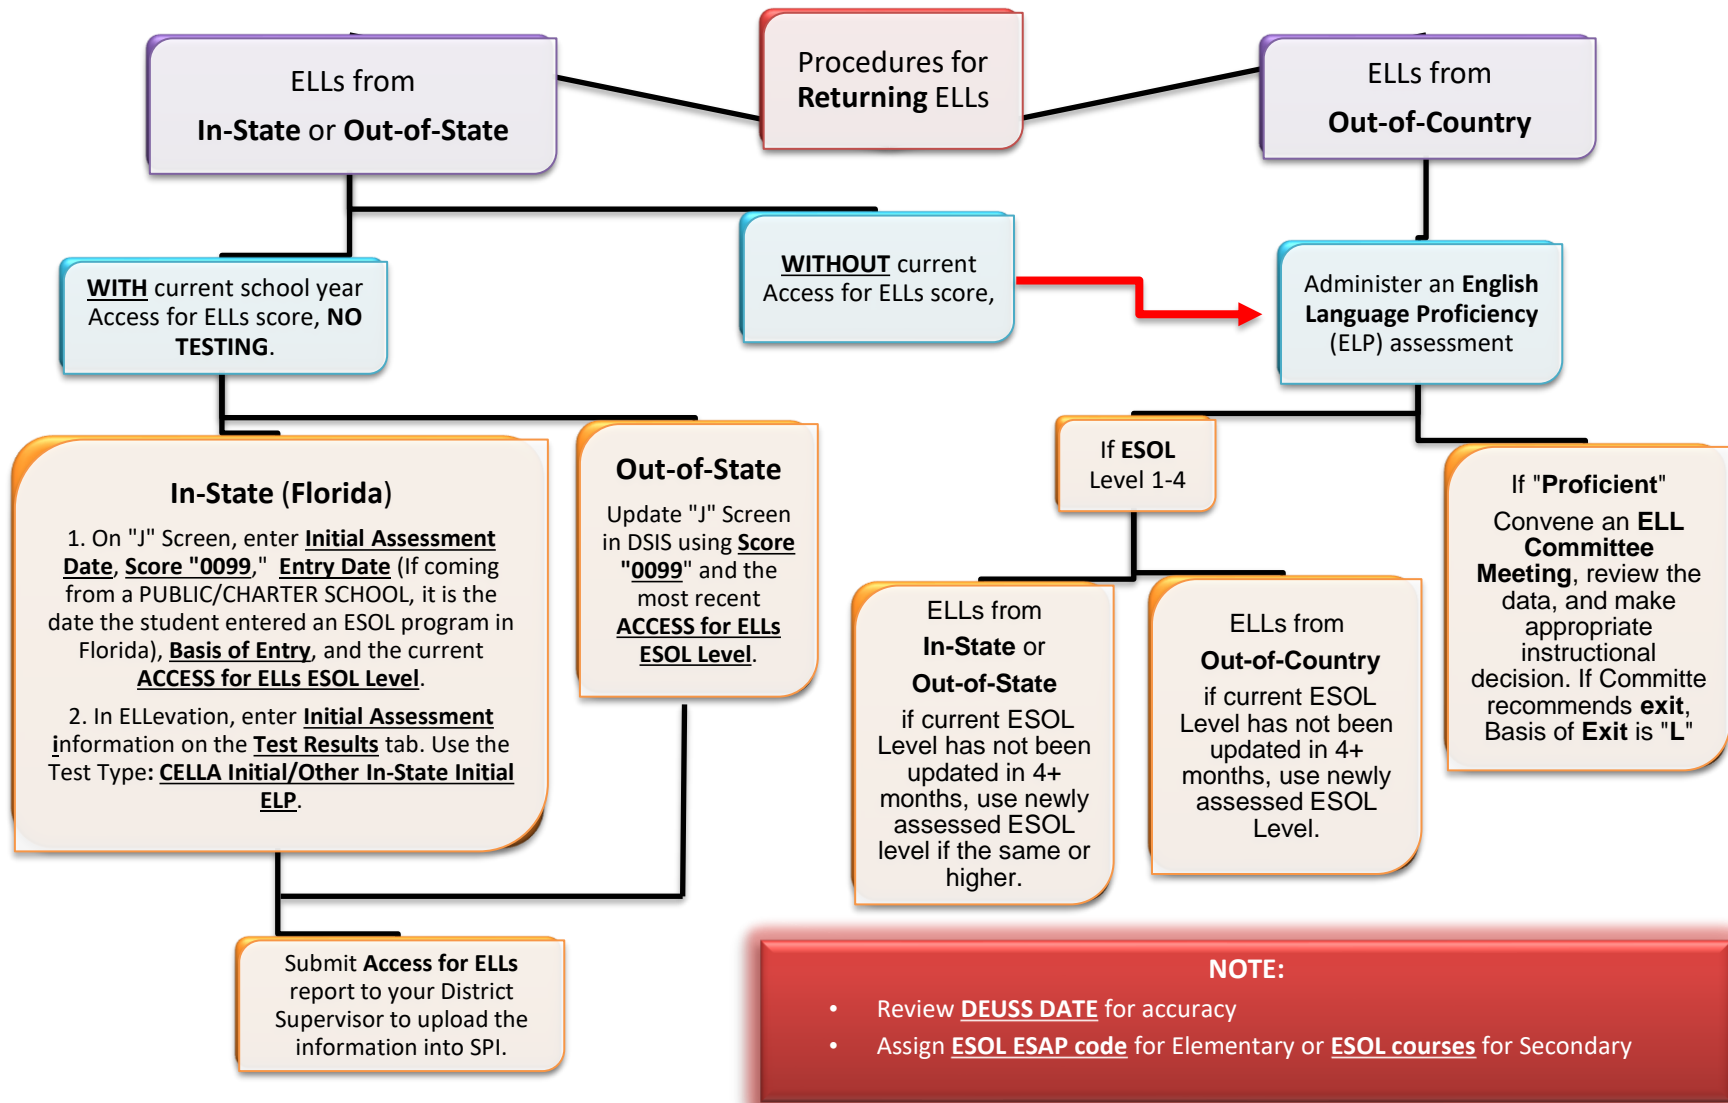 Procedures for
Returning ELLs
ELLs from
In-State or Out-of-State
ELLs from
Out-of-Country
WITH current school year
Access for ELLs score, NO
TESTING.
WITHOUT current
Access for ELLs score,
Administer an English
Language Proficiency
(ELP) assessment
In-State (Florida)
1. On "J" Screen, enter Initial Assessment
Date, Score "0099," Entry Date (If coming
from a PUBLIC/CHARTER SCHOOL, it is the
date the student entered an ESOL program in
Florida), Basis of Entry, and the current
ACCESS for ELLs ESOL Level.
2. In ELLevation, enter Initial Assessment
information on the Test Results tab. Use the
Test Type: CELLA Initial/Other In-State Initial
ELP.
Out-of-State
Update "J" Screen
in DSIS using Score
"0099" and the
most recent
ACCESS for ELLs
ESOL Level.
If ESOL
Level 1-4
If "Proficient"
Convene an ELL
Committee
Meeting, review the
data, and make
appropriate
instructional
decision. If Committe
recommends exit,
Basis of Exit is "L"
ELLs from
In-State or
Out-of-State
if current ESOL
Level has not been
updated in 4+
months, use newly
assessed ESOL
level if the same or
higher.
ELLs from
Out-of-Country
if current ESOL
Level has not been
updated in 4+
months, use newly
assessed ESOL
Level.
Submit Access for ELLs
report to your District
Supervisor to upload the
information into SPI.
NOTE:
• Review DEUSS DATE for accuracy
• Assign ESOL ESAP code for Elementary or ESOL courses for Secondary